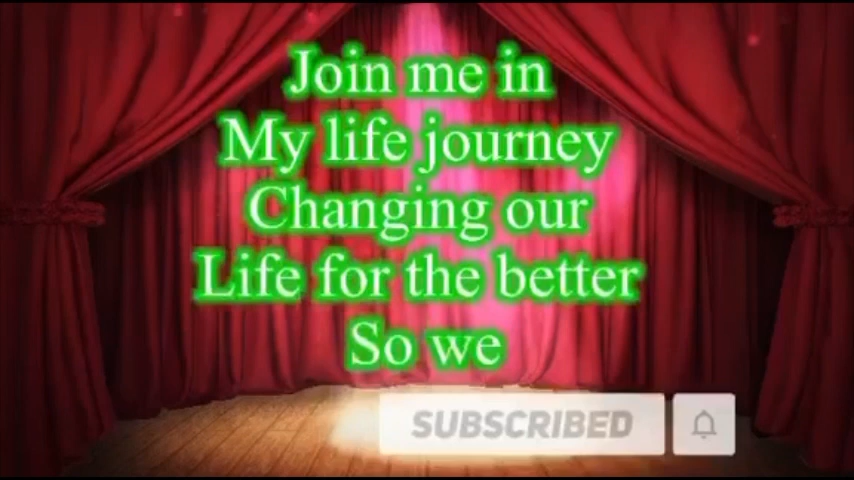 Join me in
My life journey
Changing our
Life for the better
So we
SUBSCRIBED